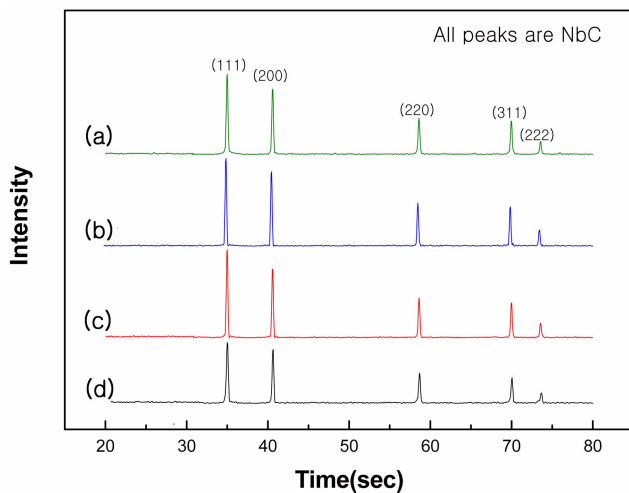 All peaks are NbC
(111)
(200)
(220)
(311)
(222)
(a)
(b)
(c)
(d)
Intensity
20 30 40 50 60 70 80
Time(sec)